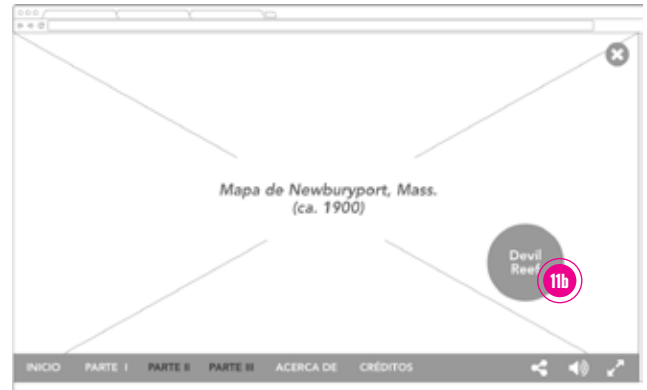 Mapa de Newburyport, Mass.
(ca. 1900)
Devil
Reef
11b
INICIO PARTE I PARTE II PARTE III ACERCA DE CRÉDITOS